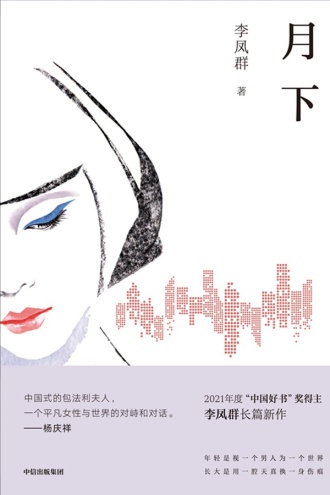 月下
李凤群 著
中国式的包法利夫人，
一个平凡女性与世界的对峙和对话。
——杨庆祥
2021年度“中国好书”奖得主
李凤群长篇新作
年轻是视一个男人为一个世界
长大是用一腔天真换一身伤痕
中信出版集团